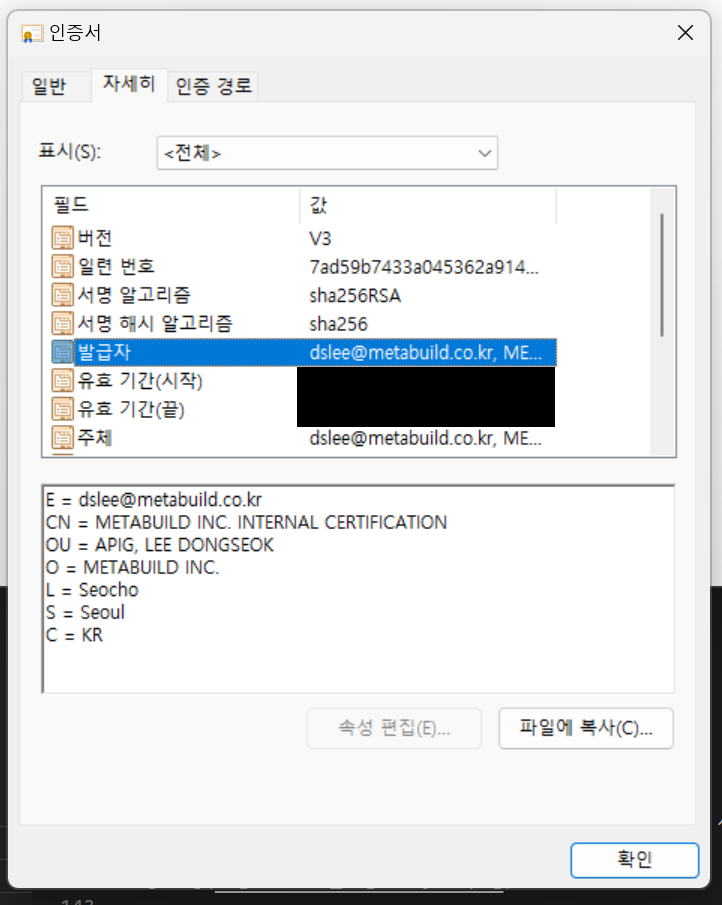 인증서
일반 자세히 인증 경로
표시(S): <전체>
필드 값
버전 V3
일련 번호 7ad59b7433a045362a914...
서명 알고리즘 sha256RSA
서명 해시 알고리즘 sha256
발급자 dslee@metabuild.co.kr, ME...
유효 기간(시작)
유효 기간(끝)
주체 dslee@metabuild.co.kr, ME...
E = dslee@metabuild.co.kr
CN = METABUILD INC. INTERNAL CERTIFICATION
OU = APIG, LEE DONGSEOK
O = METABUILD INC.
L = Seocho
S = Seoul
C = KR
속성 편집(E)... 파일에 복사(C)...
확인